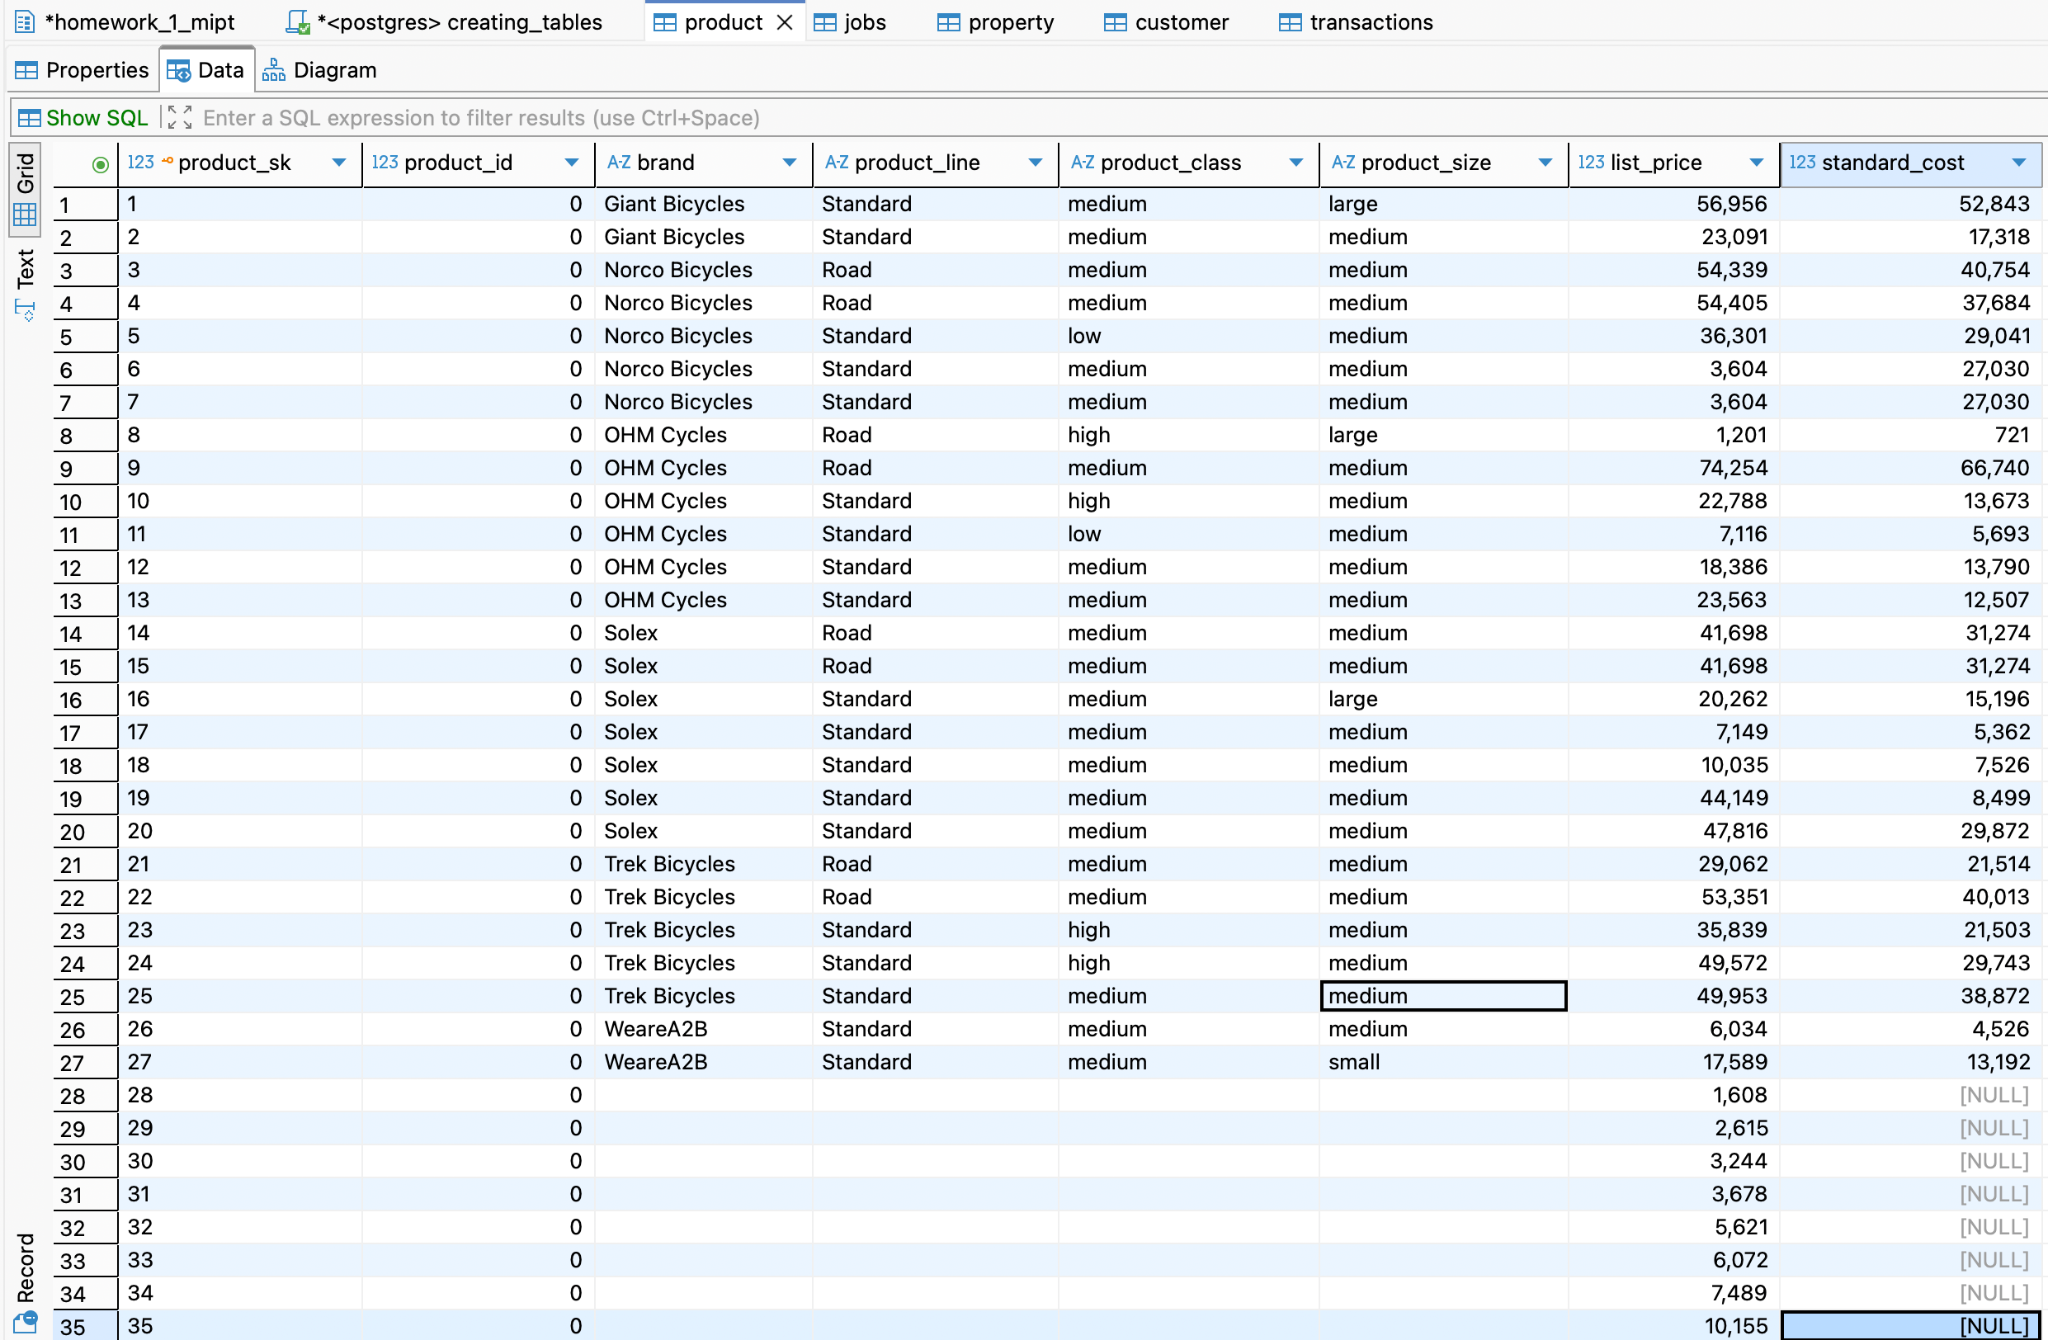 *homework_1_mipt *<postgres> creating_tables product jobs property customer transactions
Properties Data Diagram
Show SQL Enter a SQL expression to filter results (use Ctrl+Space)
Grid
Text
Record
123 product_sk 123 product_id A-Z brand A-Z product_line A-Z product_class A-Z product_size 123 list_price 123 standard_cost
1 1 0 Giant Bicycles Standard medium large 56,956 52,843
2 2 0 Giant Bicycles Standard medium medium 23,091 17,318
3 3 0 Norco Bicycles Road medium medium 54,339 40,754
4 4 0 Norco Bicycles Road medium medium 54,405 37,684
5 5 0 Norco Bicycles Standard low medium 36,301 29,041
6 6 0 Norco Bicycles Standard medium medium 3,604 27,030
7 7 0 Norco Bicycles Standard medium medium 3,604 27,030
8 8 0 OHM Cycles Road high large 1,201 721
9 9 0 OHM Cycles Road medium medium 74,254 66,740
10 10 0 OHM Cycles Standard high medium 22,788 13,673
11 11 0 OHM Cycles Standard low medium 7,116 5,693
12 12 0 OHM Cycles Standard medium medium 18,386 13,790
13 13 0 OHM Cycles Standard medium medium 23,563 12,507
14 14 0 Solex Road medium medium 41,698 31,274
15 15 0 Solex Road medium medium 41,698 31,274
16 16 0 Solex Standard medium large 20,262 15,196
17 17 0 Solex Standard medium medium 7,149 5,362
18 18 0 Solex Standard medium medium 10,035 7,526
19 19 0 Solex Standard medium medium 44,149 8,499
20 20 0 Solex Standard medium medium 47,816 29,872
21 21 0 Trek Bicycles Road medium medium 29,062 21,514
22 22 0 Trek Bicycles Road medium medium 53,351 40,013
23 23 0 Trek Bicycles Standard high medium 35,839 21,503
24 24 0 Trek Bicycles Standard high medium 49,572 29,743
25 25 0 Trek Bicycles Standard medium medium 49,953 38,872
26 26 0 WeareA2B Standard medium medium 6,034 4,526
27 27 0 WeareA2B Standard medium small 17,589 13,192
28 28 0 1,608 [NULL]
29 29 0 2,615 [NULL]
30 30 0 3,244 [NULL]
31 31 0 3,678 [NULL]
32 32 0 5,621 [NULL]
33 33 0 6,072 [NULL]
34 34 0 7,489 [NULL]
35 35 0 10,155 [NULL]